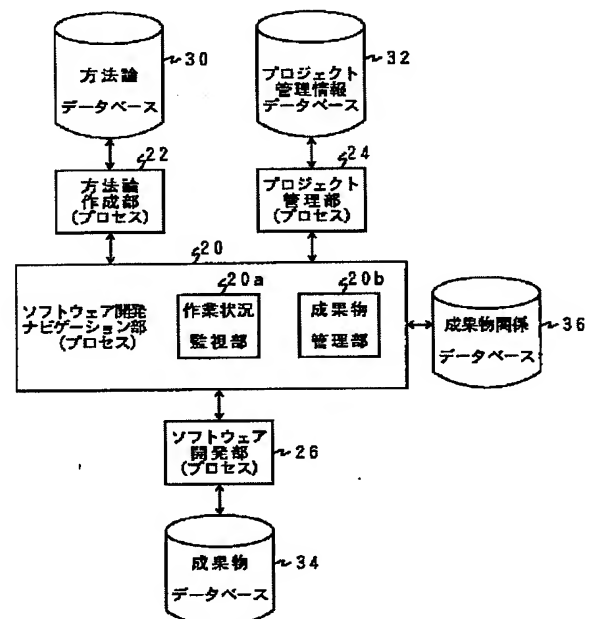 方法論
データベース
30
プロジェクト
管理情報
データベース
32
22
方法論
作成部
(プロセス)
24
プロジェクト
管理部
(プロセス)
20
ソフトウェア開発
ナビゲーション部
(プロセス)
20a
作業状況
監視部
20b
成果物
管理部
成果物関係
データベース
36
ソフトウェア
開発部
(プロセス)
26
成果物
データベース
34